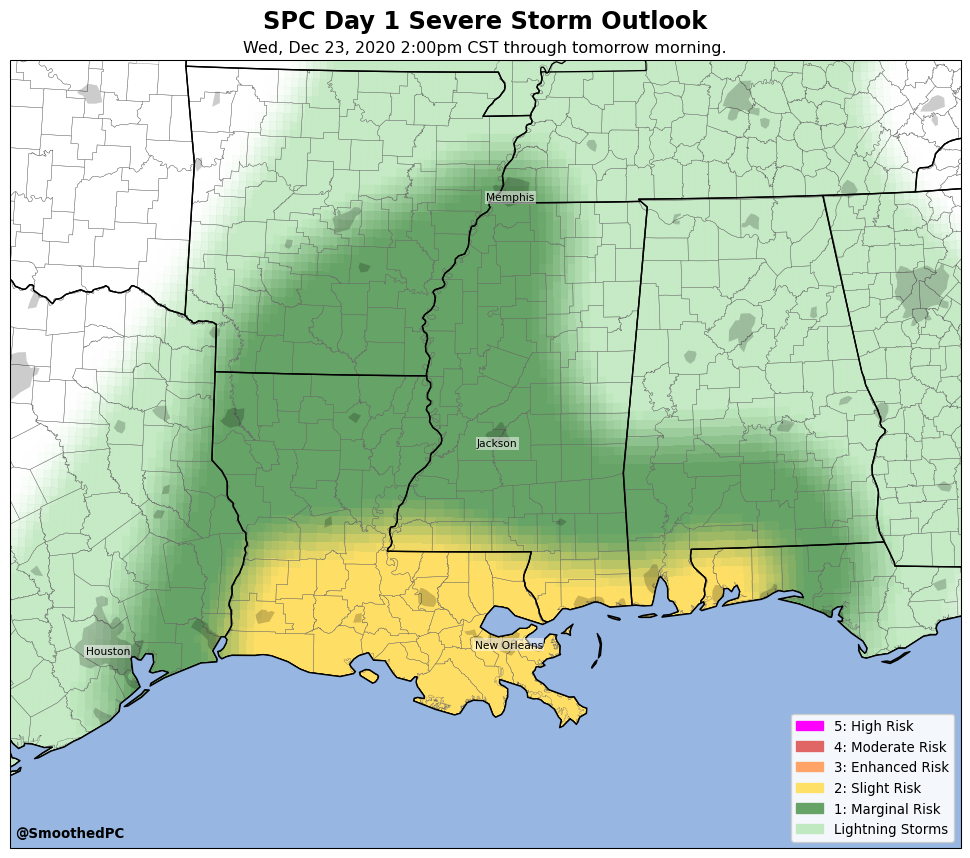 SPC Day 1 Severe Storm Outlook
Wed, Dec 23, 2020 2:00pm CST through tomorrow morning.
Memphis
Jackson
New Orleans
Houston
5: High Risk
4: Moderate Risk
3: Enhanced Risk
2: Slight Risk
1: Marginal Risk
Lightning Storms
@SmoothedPC